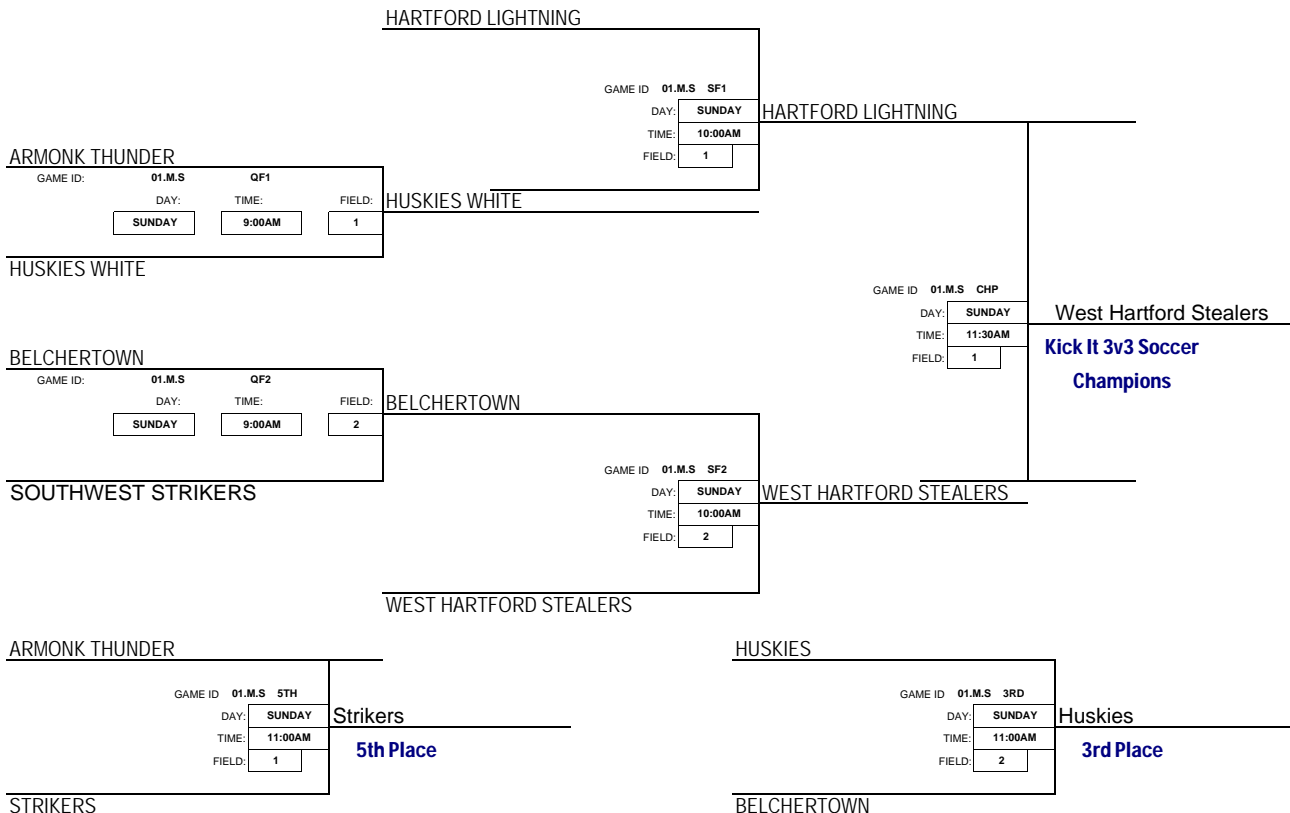 HARTFORD LIGHTNING
GAME ID 01.M.S SF1
DAY: SUNDAY
HARTFORD LIGHTNING
TIME: 10:00AM
FIELD: 1
ARMONK THUNDER
GAME ID: 01.M.S QF1
DAY: TIME: FIELD:
HUSKIES WHITE
SUNDAY 9:00AM 1
HUSKIES WHITE
GAME ID 01.M.S CHP
DAY: SUNDAY
West Hartford Stealers
TIME: 11:30AM
Kick It 3v3 Soccer
FIELD: 1
Champions
BELCHERTOWN
GAME ID: 01.M.S QF2
DAY: TIME: FIELD:
BELCHERTOWN
SUNDAY 9:00AM 2
SOUTHWEST STRIKERS
GAME ID 01.M.S SF2
DAY: SUNDAY
WEST HARTFORD STEALERS
TIME: 10:00AM
FIELD: 2
WEST HARTFORD STEALERS
ARMONK THUNDER
GAME ID 01.M.S 5TH
DAY: SUNDAY
Strikers
TIME: 11:00AM
5th Place
FIELD: 1
STRIKERS
HUSKIES
GAME ID 01.M.S 3RD
DAY: SUNDAY
Huskies
TIME: 11:00AM
3rd Place
FIELD: 2
BELCHERTOWN